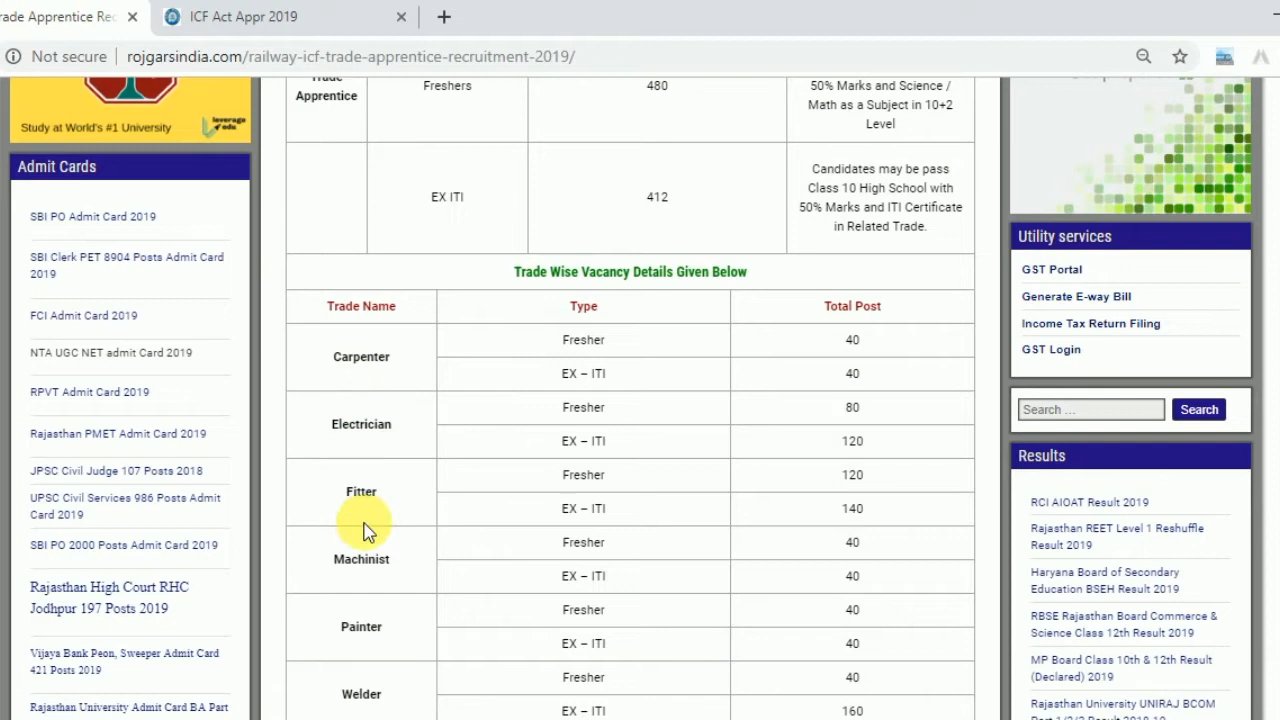 rade Apprentice Rec
ICF Act Appr 2019
Not secure
rojgarsindia.com/railway-icf-trade-apprentice-recruitment-2019/
Study at World's #1 University
leverage
edu
Admit Cards
SBI PO Admit Card 2019
SBI Clerk PET 8904 Posts Admit Card
2019
FCI Admit Card 2019
NTA UGC NET admit Card 2019
RPVT Admit Card 2019
Rajasthan PMET Admit Card 2019
JPSC Civil Judge 107 Posts 2018
UPSC Civil Services 986 Posts Admit
Card 2019
SBI PO 2000 Posts Admit Card 2019
Rajasthan High Court RHC
Jodhpur 197 Posts 2019
Vijaya Bank Peon, Sweeper Admit Card
421 Posts 2019
Rajasthan University Admit Card BA Part
Trade
Apprentice
Freshers
480
50% Marks and Science /
Math as a Subject in 10+2
Level
EX ITI
412
Candidates may be pass
Class 10 High School with
50% Marks and ITI Certificate
in Related Trade.
Trade Wise Vacancy Details Given Below
Trade Name Type Total Post
Carpenter
Fresher 40
EX – ITI 40
Electrician
Fresher 80
EX – ITI 120
Fitter
Fresher 120
EX – ITI 140
Machinist
Fresher 40
EX – ITI 40
Painter
Fresher 40
EX – ITI 40
Welder
Fresher 40
EX – ITI 160
Utility services
GST Portal
Generate E-way Bill
Income Tax Return Filing
GST Login
Search ...
Search
Results
RCI AIOAT Result 2019
Rajasthan REET Level 1 Reshuffle
Result 2019
Haryana Board of Secondary
Education BSEH Result 2019
RBSE Rajasthan Board Commerce &
Science Class 12th Result 2019
MP Board Class 10th & 12th Result
(Declared) 2019
Rajasthan University UNIRAJ BCOM